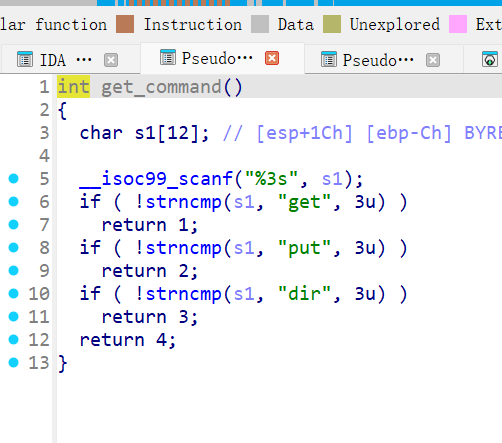 lar function Instruction Data Unexplored Ext
IDA ··· Pseudo··· Pseudo···
1 int get_command()
2 {
3 char s1[12]; // [esp+1Ch] [ebp-Ch] BYRE
4
5 __isoc99_scanf("%3s", s1);
6 if ( !strncmp(s1, "get", 3u) )
7 return 1;
8 if ( !strncmp(s1, "put", 3u) )
9 return 2;
10 if ( !strncmp(s1, "dir", 3u) )
11 return 3;
12 return 4;
13 }